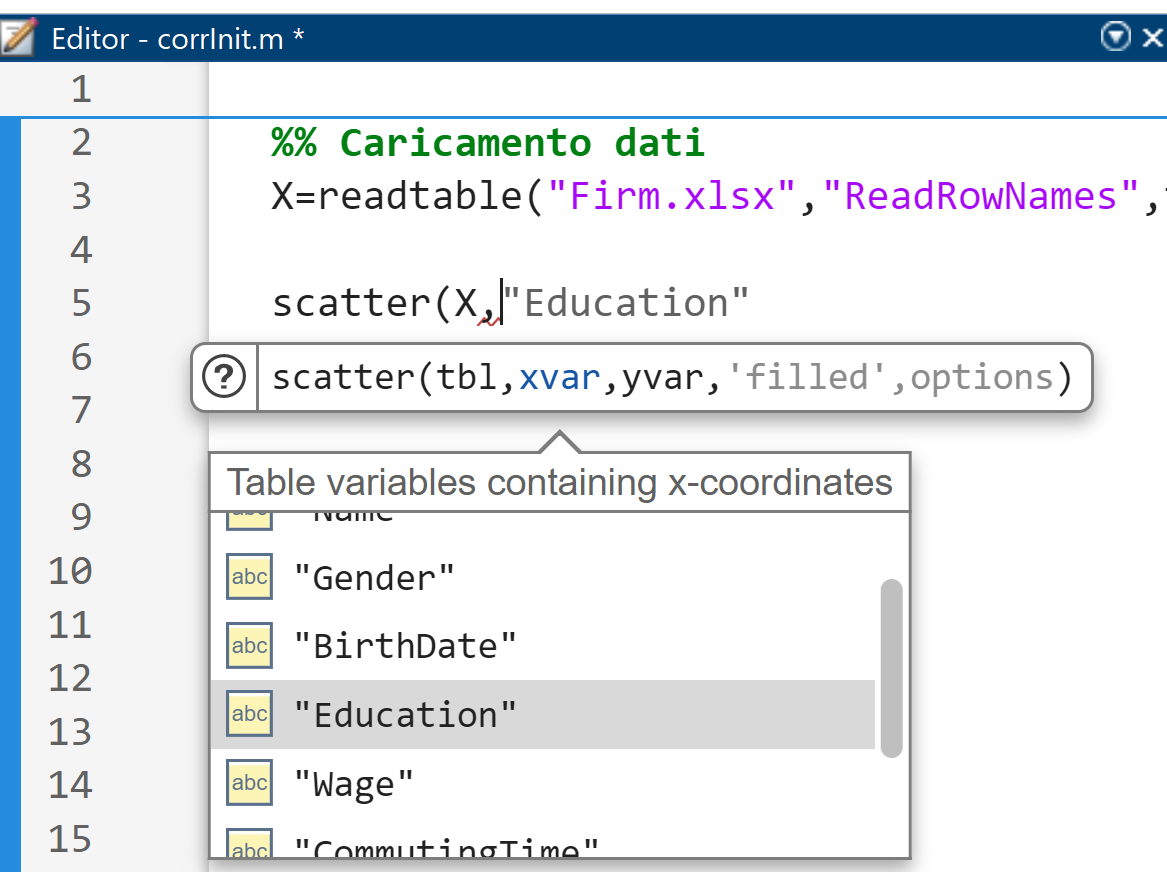 Editor - corrInit.m *
1
2 %% Caricamento dati
3 X=readtable("Firm.xlsx","ReadRowNames",
4
5 scatter(X,"Education"
6
scatter(tbl,xvar,yvar,'filled',options)
7
8
Table variables containing x-coordinates
9
"Name"
10
abc "Gender"
11
abc "BirthDate"
12
abc "Education"
13
14
abc "Wage"
15
abc "CommutingTime"